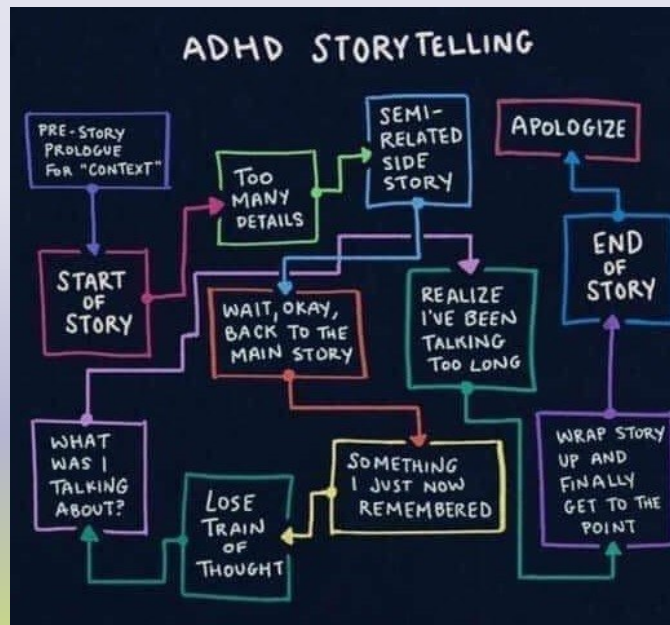 ADHD STORYTELLING
PRE-STORY
PROLOGUE
FOR "CONTEXT"
START
OF
STORY
TOO
MANY
DETAILS
SEMI-
RELATED
SIDE
STORY
WAIT, OKAY,
BACK TO THE
MAIN STORY
SOMETHING
I JUST NOW
REMEMBERED
LOSE
TRAIN
OF
THOUGHT
WHAT
WAS I
TALKING
ABOUT?
REALIZE
I'VE BEEN
TALKING
TOO LONG
WRAP STORY
UP AND
FINALLY
GET TO THE
POINT
END
OF
STORY
APOLOGIZE